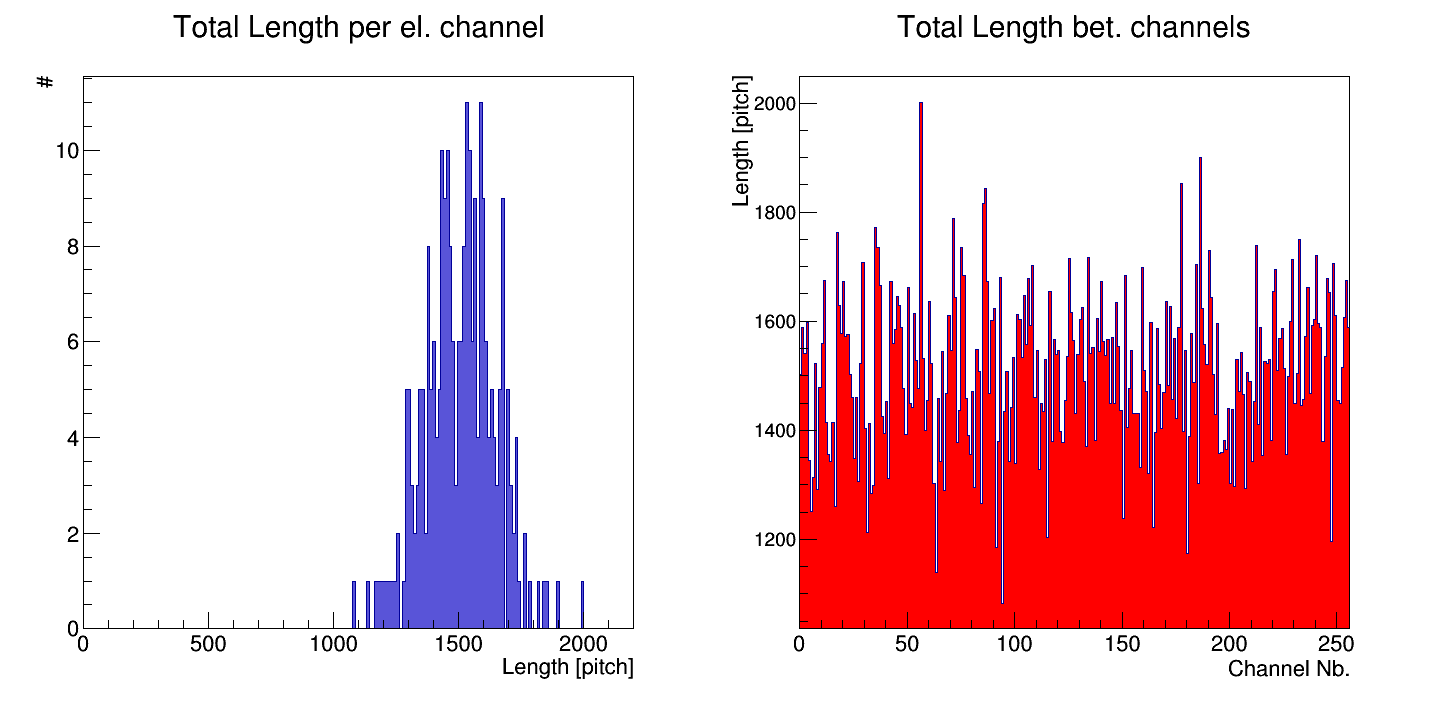 Total Length per el. channel
#
10
8
6
4
2
0
0 500 1000 1500 2000
Length [pitch]
Total Length bet. channels
Length [pitch]
2000
1800
1600
1400
1200
0 50 100 150 200 250
Channel Nb.